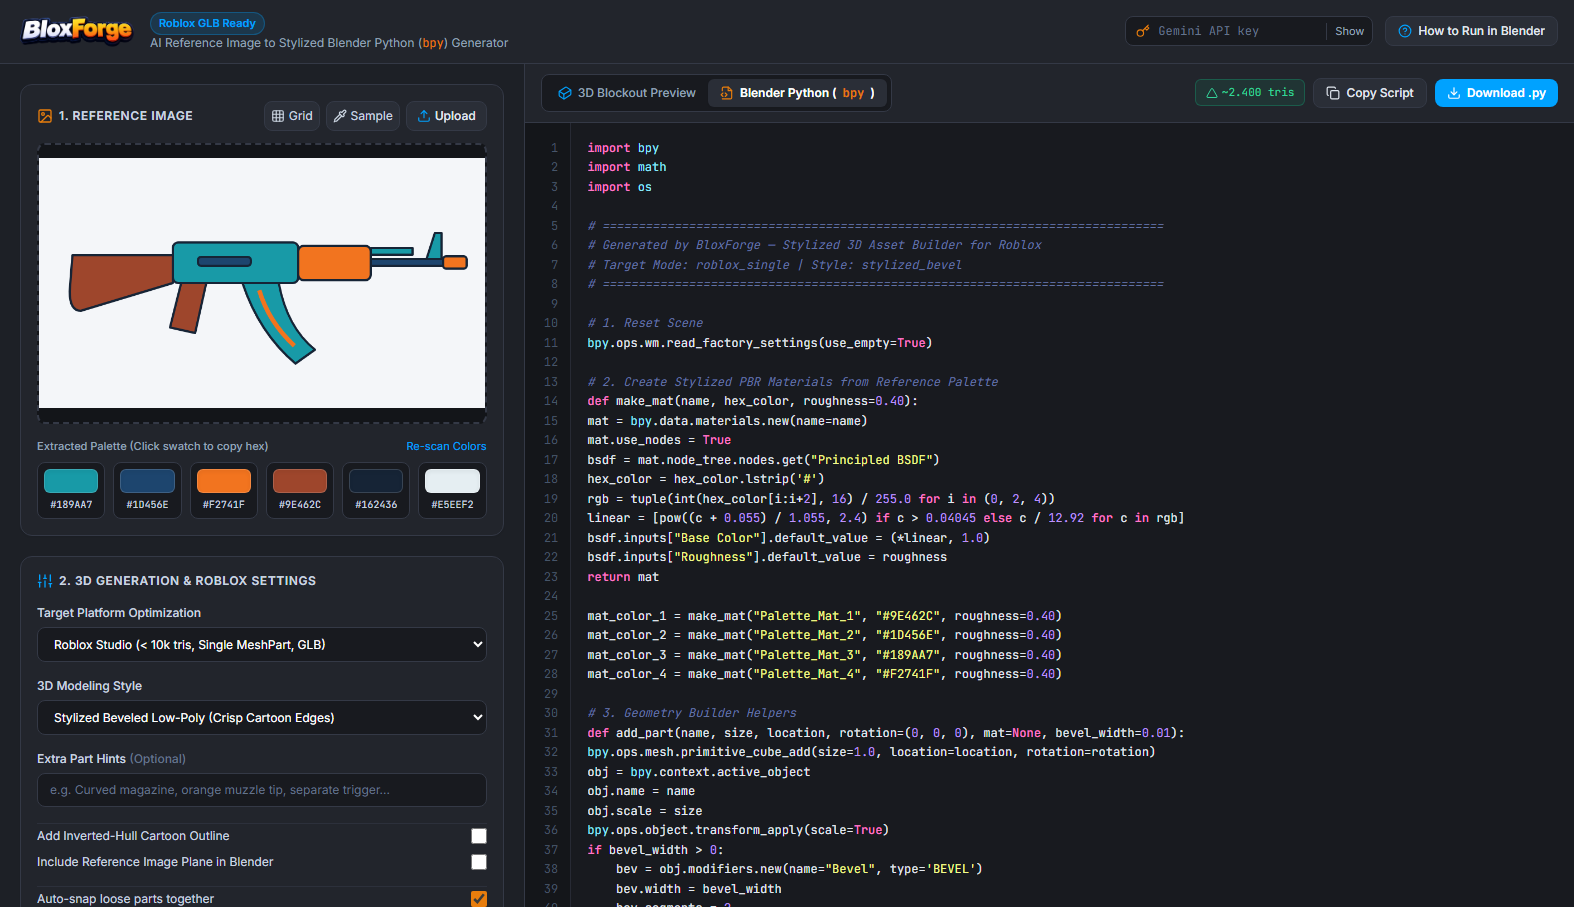 BloxForge
Roblox GLB Ready
AI Reference Image to Stylized Blender Python (bpy) Generator
Gemini API key
Show
How to Run in Blender
1. REFERENCE IMAGE
Grid
Sample
Upload
Extracted Palette (Click swatch to copy hex)
Re-scan Colors
#189AA7
#1D456E
#F2741F
#9E462C
#162436
#E5EEF2
2. 3D GENERATION & ROBLOX SETTINGS
Target Platform Optimization
Roblox Studio (< 10k tris, Single MeshPart, GLB)
3D Modeling Style
Stylized Beveled Low-Poly (Crisp Cartoon Edges)
Extra Part Hints (Optional)
e.g. Curved magazine, orange muzzle tip, separate trigger...
Add Inverted-Hull Cartoon Outline
Include Reference Image Plane in Blender
Auto-snap loose parts together
3D Blockout Preview
Blender Python ( bpy )
~2.400 tris
Copy Script
Download .py
1 import bpy
2 import math
3 import os
4
5 # ==============================================================================
6 # Generated by BloxForge — Stylized 3D Asset Builder for Roblox
7 # Target Mode: roblox_single | Style: stylized_bevel
8 # ==============================================================================
9
10 # 1. Reset Scene
11 bpy.ops.wm.read_factory_settings(use_empty=True)
12
13 # 2. Create Stylized PBR Materials from Reference Palette
14 def make_mat(name, hex_color, roughness=0.40):
15 mat = bpy.data.materials.new(name=name)
16 mat.use_nodes = True
17 bsdf = mat.node_tree.nodes.get("Principled BSDF")
18 hex_color = hex_color.lstrip('#')
19 rgb = tuple(int(hex_color[i:i+2], 16) / 255.0 for i in (0, 2, 4))
20 linear = [pow((c + 0.055) / 1.055, 2.4) if c > 0.04045 else c / 12.92 for c in rgb]
21 bsdf.inputs["Base Color"].default_value = (*linear, 1.0)
22 bsdf.inputs["Roughness"].default_value = roughness
23 return mat
24
25 mat_color_1 = make_mat("Palette_Mat_1", "#9E462C", roughness=0.40)
26 mat_color_2 = make_mat("Palette_Mat_2", "#1D456E", roughness=0.40)
27 mat_color_3 = make_mat("Palette_Mat_3", "#189AA7", roughness=0.40)
28 mat_color_4 = make_mat("Palette_Mat_4", "#F2741F", roughness=0.40)
29
30 # 3. Geometry Builder Helpers
31 def add_part(name, size, location, rotation=(0, 0, 0), mat=None, bevel_width=0.01):
32 bpy.ops.mesh.primitive_cube_add(size=1.0, location=location, rotation=rotation)
33 obj = bpy.context.active_object
34 obj.name = name
35 obj.scale = size
36 bpy.ops.object.transform_apply(scale=True)
37 if bevel_width > 0:
38     bev = obj.modifiers.new(name="Bevel", type='BEVEL')
39     bev.width = bevel_width